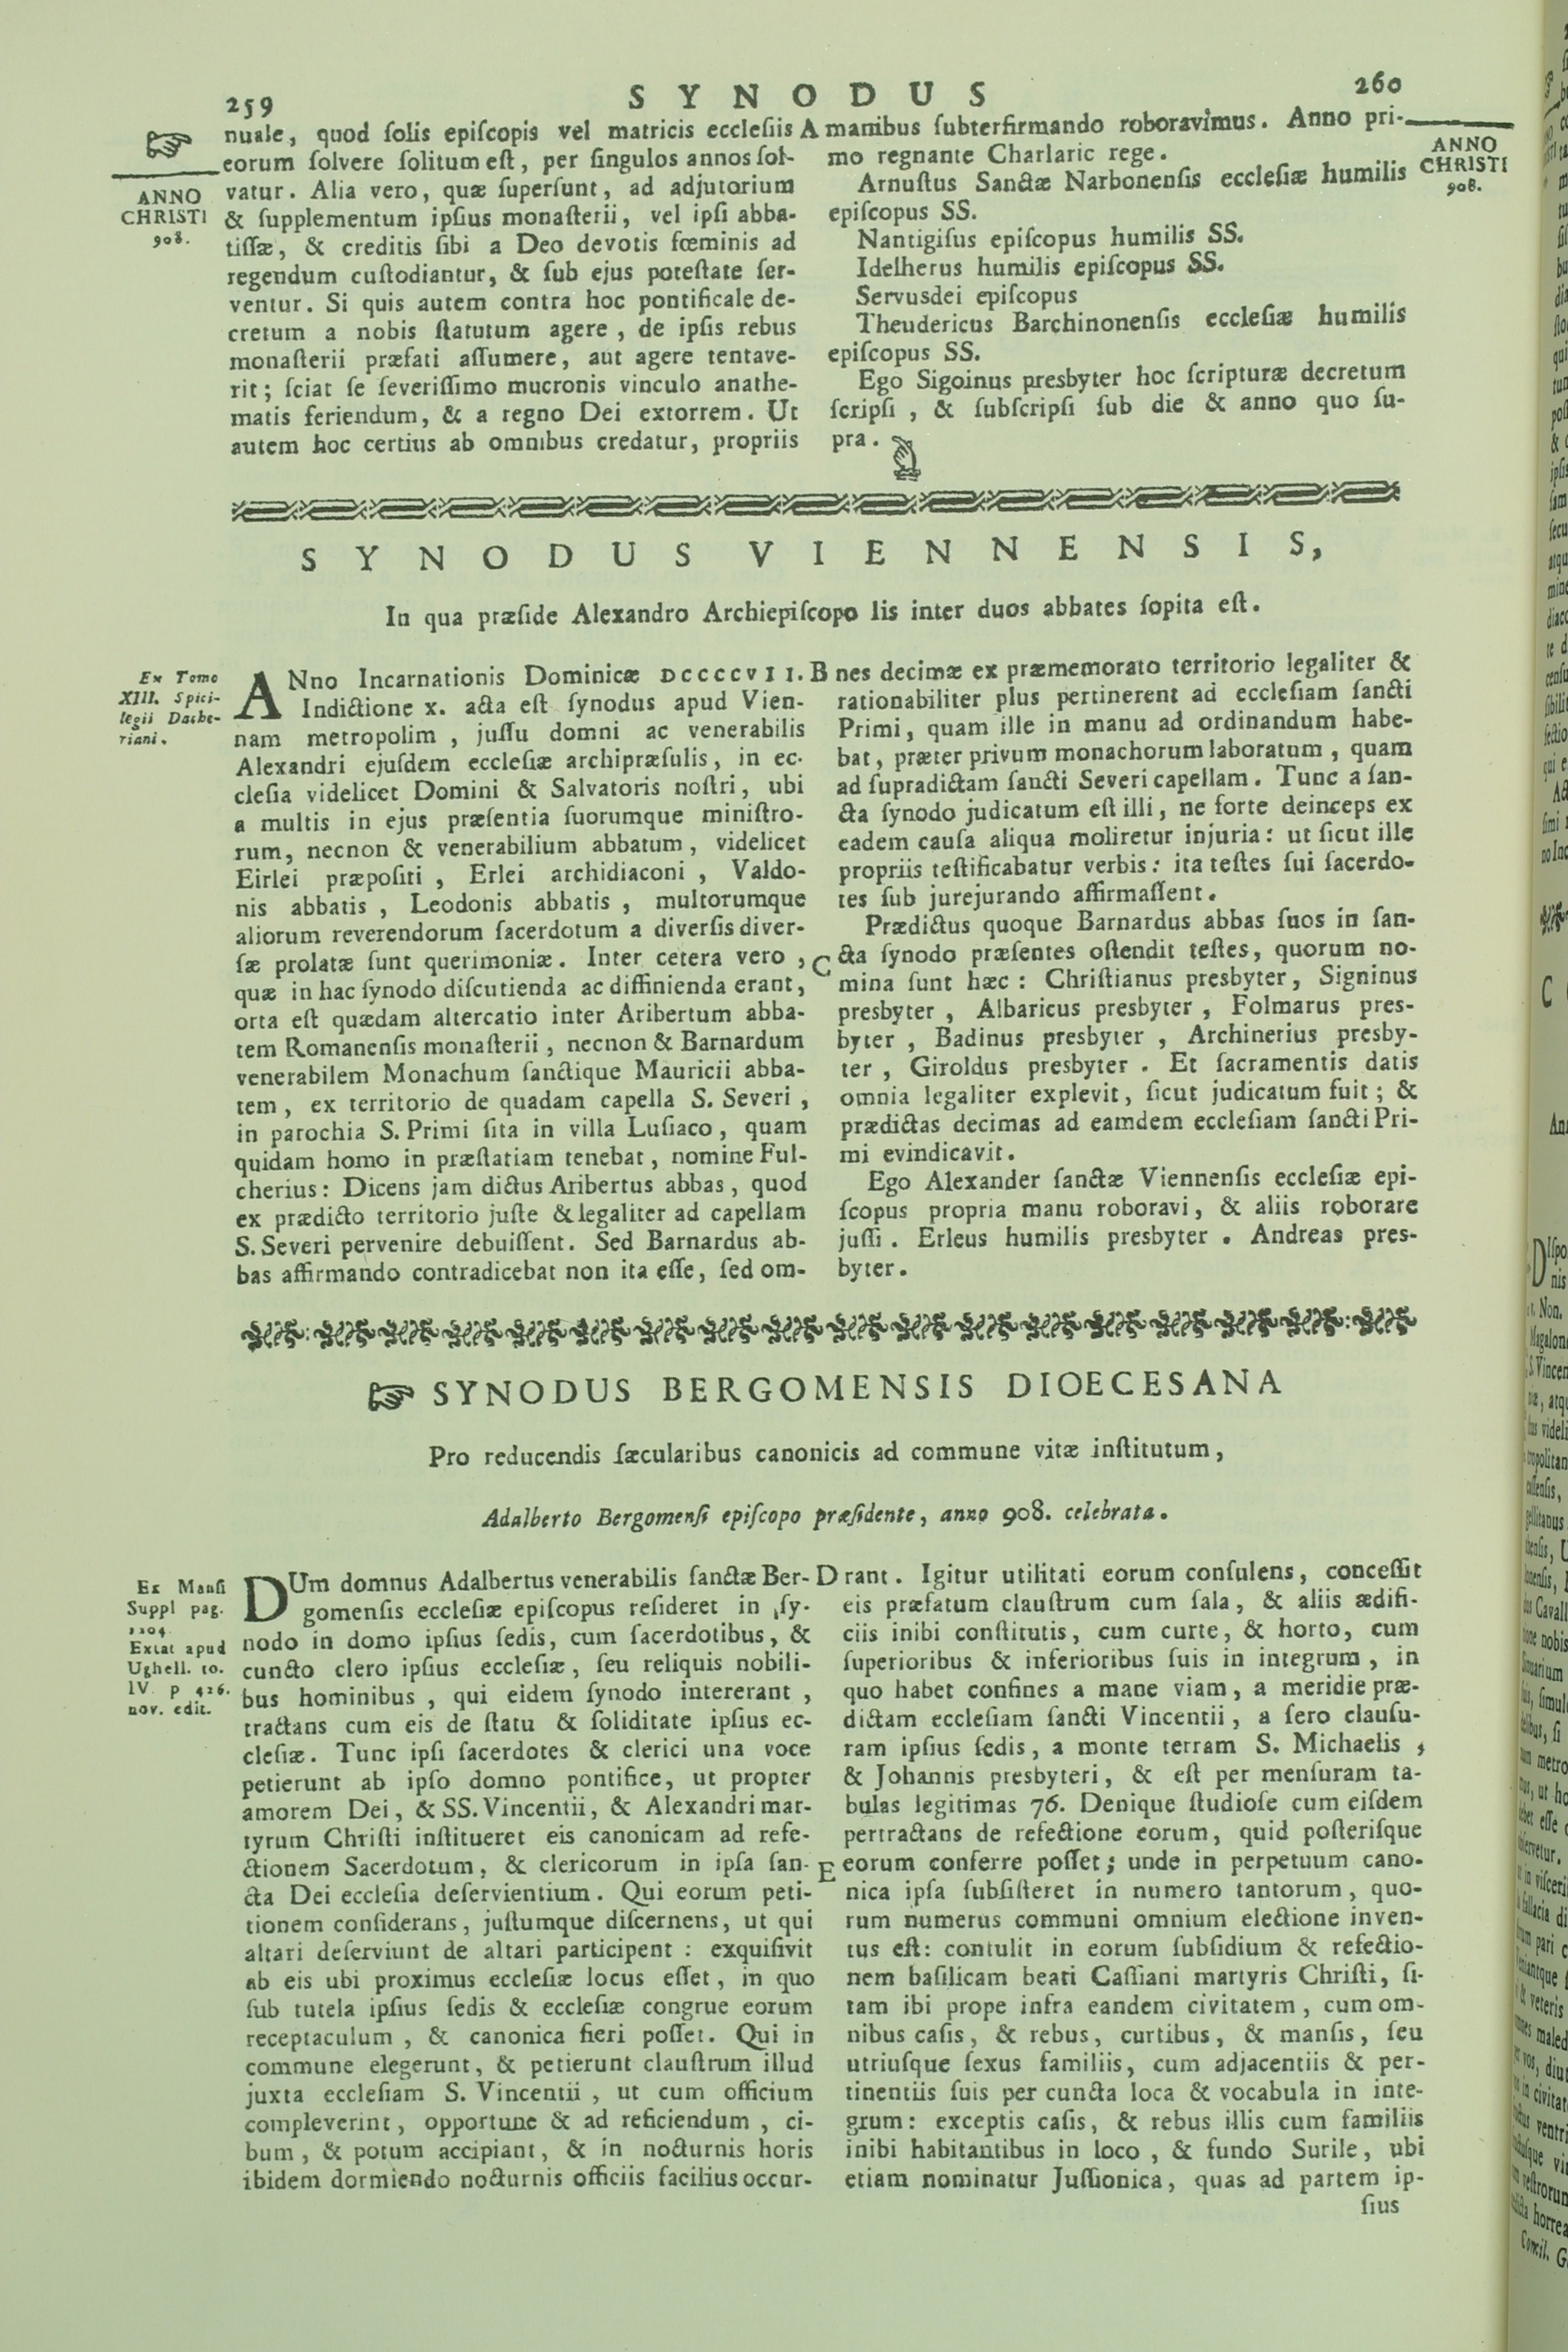 259
SYNODUS
260
☞
ANNO
CHRISTI
908.
nuale, quod ſolis epiſcopis vel matricis eccleſiis
eorum ſolvere ſolitum eſt, per ſingulos annos ſol-
vatur. Alia vero, quæ ſuperſunt, ad adjutorium
& ſupplementum ipſius monaſterii, vel ipſi abba-
tiſſæ, & creditis ſibi a Deo devotis fœminis ad
regendum cuſtodiantur, & ſub ejus poteſtate ſer-
ventur. Si quis autem contra hoc pontificale de-
cretum a nobis ſtatutum agere, de ipſis rebus
monaſterii præfati aſſumere, aut agere tentave-
rit; ſciat ſe ſeveriſſimo mucronis vinculo anathe-
matis feriendum, & a regno Dei extorrem. Ut
autem hoc certius ab omnibus credatur, propriis
A
manibus ſubterfirmando roboravimus. Anno pri-
mo regnante Charlaric rege.
Arnuſtus Sanctæ Narbonenſis eccleſiæ humilis
epiſcopus SS.
Nantigiſus epiſcopus humilis SS.
Idelherus humilis epiſcopus SS.
Servusdei epiſcopus
Theudericus Barchinonenſis eccleſiæ humilis
epiſcopus SS.
Ego Sigoinus presbyter hoc ſcripturæ decretum
ſcripſi, & ſubſcripſi ſub die & anno quo ſu-
pra.
ANNO
CHRISTI
908.
SYNODUS VIENNENSIS,
In qua præſide Alexandro Archiepiſcopo lis inter duos abbates ſopita eſt.
Ex Tomo
XIII. Spici-
legii Dache-
riani.
ANno Incarnationis Dominicæ DCCCCVII.
Indictione x. acta eſt ſynodus apud Vien-
nam metropolim, juſſu domni ac venerabilis
Alexandri ejuſdem eccleſiæ archipræſulis, in ec-
cleſia videlicet Domini & Salvatoris noſtri, ubi
a multis in ejus præſentia ſuorumque miniſtro-
rum, necnon & venerabilium abbatum, videlicet
Eirlei præpoſiti, Erlei archidiaconi, Valdo-
nis abbatis, Leodonis abbatis, multorumque
aliorum reverendorum ſacerdotum a diverſis diver-
ſæ prolatæ ſunt querimoniæ. Inter cetera vero,
quæ in hac ſynodo diſcutienda ac diffinienda erant,
orta eſt quædam altercatio inter Aribertum abba-
tem Romanenſis monaſterii, necnon & Barnardum
venerabilem Monachum ſanctique Mauricii abba-
tem, ex territorio de quadam capella S. Severi,
in parochia S. Primi ſita in villa Luſiaco, quam
quidam homo in præſtatiam tenebat, nomine Ful-
cherius: Dicens jam dictus Aribertus abbas, quod
ex prædicto territorio juſte & legaliter ad capellam
S. Severi pervenire debuiſſent. Sed Barnardus ab-
bas affirmando contradicebat non ita eſſe, ſed om-
B
nes decimæ ex præmemorato territorio legaliter &
rationabiliter plus pertinerent ad eccleſiam ſancti
Primi, quam ille in manu ad ordinandum habe-
bat, præter privum monachorum laboratum, quam
ad ſupradictam ſancti Severi capellam. Tunc a ſan-
cta ſynodo judicatum eſt illi, ne forte deinceps ex
eadem cauſa aliqua moliretur injuria: ut ſicut ille
propriis teſtificabatur verbis: ita teſtes ſui ſacerdo-
tes ſub jurejurando affirmaſſent.
Prædictus quoque Barnardus abbas ſuos in ſan-
C
cta ſynodo præſentes oſtendit teſtes, quorum no-
mina ſunt hæc: Chriſtianus presbyter, Signinus
presbyter, Albaricus presbyter, Folmarus pres-
byter, Badinus presbyter, Archinerius presby-
ter, Giroldus presbyter. Et ſacramentis datis
omnia legaliter explevit, ſicut judicatum fuit; &
prædictas decimas ad eamdem eccleſiam ſancti Pri-
mi evindicavit.
Ego Alexander ſanctæ Viennenſis eccleſiæ epi-
ſcopus propria manu roboravi, & aliis roborare
juſſi. Erleus humilis presbyter. Andreas pres-
byter.
☞ SYNODUS BERGOMENSIS DIOECESANA
Pro reducendis ſæcularibus canonicis ad commune vitæ inſtitutum,
Adalberto Bergomenſi epiſcopo præſidente, anno 908. celebrata.
Ex Manſi
Suppl pag.
1104.
Extat apud
Ughell. to.
IV. p 426.
nov. edit.
DUm domnus Adalbertus venerabilis ſanctæ Ber-
gomenſis eccleſiæ epiſcopus reſideret in ſy-
nodo in domo ipſius ſedis, cum ſacerdotibus, &
cuncto clero ipſius eccleſiæ, ſeu reliquis nobili-
bus hominibus, qui eidem ſynodo intererant,
tractans cum eis de ſtatu & ſoliditate ipſius ec-
cleſiæ. Tunc ipſi ſacerdotes & clerici una voce
petierunt ab ipſo domno pontifice, ut propter
amorem Dei, & SS. Vincentii, & Alexandri mar-
tyrum Chriſti inſtitueret eis canonicam ad refe-
ctionem Sacerdotum, & clericorum in ipſa ſan-
cta Dei eccleſia deſervientium. Qui eorum peti-
tionem conſiderans, juſtumque diſcernens, ut qui
altari deſerviunt de altari participent: exquiſivit
ab eis ubi proximus eccleſiæ locus eſſet, in quo
ſub tutela ipſius ſedis & eccleſiæ congrue eorum
receptaculum, & canonica fieri poſſet. Qui in
commune elegerunt, & petierunt clauſtrum illud
juxta eccleſiam S. Vincentii, ut cum officium
compleverint, opportune & ad reficiendum, ci-
bum, & potum accipiant, & in nocturnis horis
ibidem dormiendo nocturnis officiis facilius occur-
D
rant. Igitur utilitati eorum conſulens, conceſſit
eis præfatum clauſtrum cum ſala, & aliis ædifi-
ciis inibi conſtitutis, cum curte, & horto, cum
ſuperioribus & inferioribus ſuis in integrum, in
quo habet confines a mane viam, a meridie præ-
dictam eccleſiam ſancti Vincentii, a ſero clauſu-
ram ipſius ſedis, a monte terram S. Michaelis,
& Johannis presbyteri, & eſt per menſuram ta-
bulas legitimas 76. Denique ſtudioſe cum eiſdem
pertractans de refectione eorum, quid poſteriſque
E
eorum conferre poſſet; unde in perpetuum cano-
nica ipſa ſubſiſteret in numero tantorum, quo-
rum numerus communi omnium electione inven-
tus eſt: contulit in eorum ſubſidium & refectio-
nem baſilicam beati Caſſiani martyris Chriſti, ſi-
tam ibi prope infra eandem civitatem, cum om-
nibus caſis, & rebus, curtibus, & manſis, ſeu
utriuſque ſexus familiis, cum adjacentiis & per-
tinentiis ſuis per cuncta loca & vocabula in inte-
grum: exceptis caſis, & rebus illis cum familiis
inibi habitantibus in loco, & fundo Surile, ubi
etiam nominatur Juſſionica, quas ad partem ip-
ſius